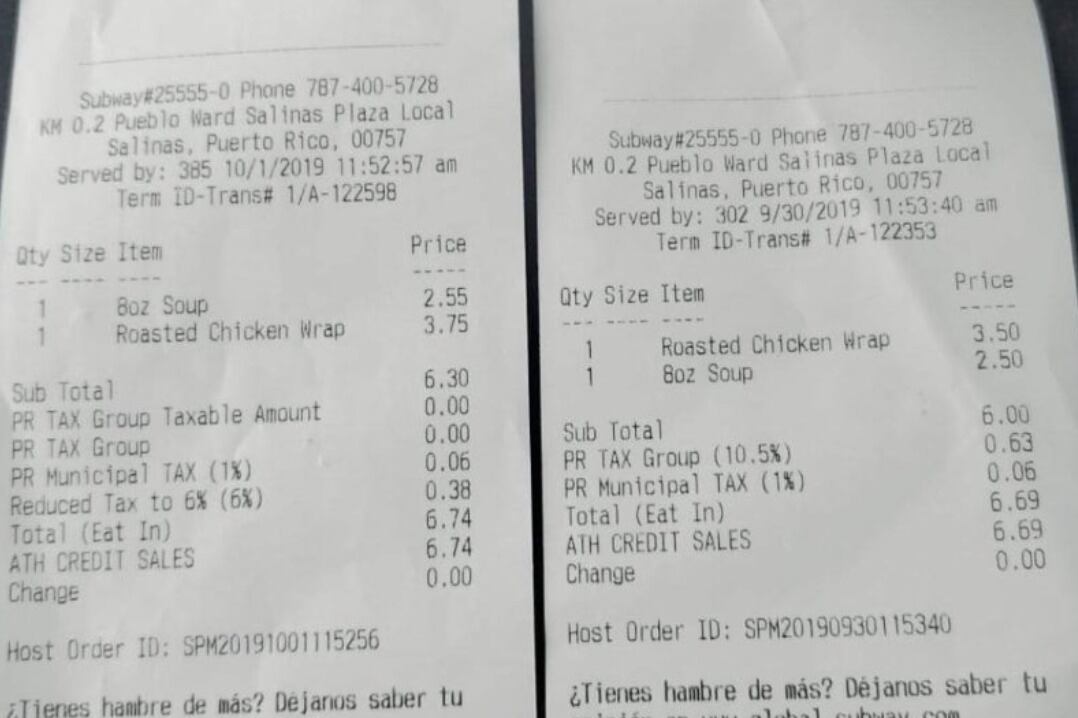 Subway#25555-0 Phone 787-400-5728
KM 0.2 Pueblo Ward Salinas Plaza Local
Salinas, Puerto Rico, 00757
Served by: 385 10/1/2019 11:52:57 am
Term ID-Trans# 1/A-122598
Qty Size Item Price
--- ---- ---- -----
1 8oz Soup 2.55
1 Roasted Chicken Wrap 3.75
Sub Total 6.30
PR TAX Group Taxable Amount 0.00
PR TAX Group 0.00
PR Municipal TAX (1%) 0.06
Reduced Tax to 6% (6%) 0.38
Total (Eat In) 6.74
ATH CREDIT SALES 6.74
Change 0.00
Host Order ID: SPM20191001115256
¿Tienes hambre de más? Déjanos saber tu
Subway#25555-0 Phone 787-400-5728
KM 0.2 Pueblo Ward Salinas Plaza Local
Salinas, Puerto Rico, 00757
Served by: 302 9/30/2019 11:53:40 am
Term ID-Trans# 1/A-122353
Qty Size Item Price
--- ---- ---- -----
1 Roasted Chicken Wrap 3.50
1 8oz Soup 2.50
Sub Total 6.00
PR TAX Group (10.5%) 0.63
PR Municipal TAX (1%) 0.06
Total (Eat In) 6.69
ATH CREDIT SALES 6.69
Change 0.00
Host Order ID: SPM20190930115340
¿Tienes hambre de más? Déjanos saber tu